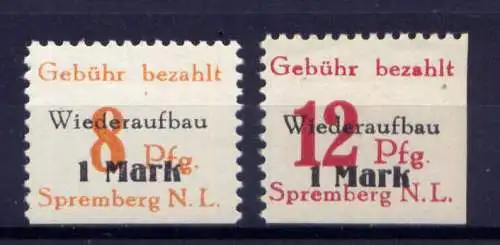 Gebühr bezahlt
Wiederaufbau
8 Pfg.
1 Mark
Spremberg N.L.
Gebühr bezahlt
Wiederaufbau
12 Pfg.
1 Mark
Spremberg N.L.